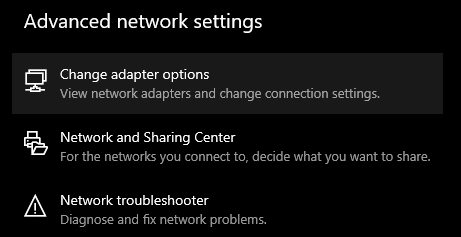 Advanced network settings
Change adapter options
View network adapters and change connection settings.
Network and Sharing Center
For the networks you connect to, decide what you want to share.
Network troubleshooter
Diagnose and fix network problems.